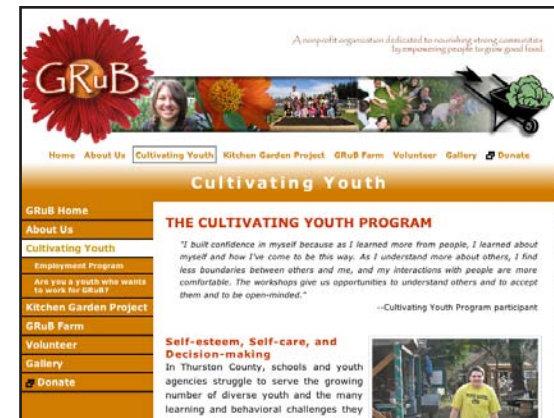 A nonprofit organization dedicated to nourishing strong communities
by empowering people to grow good food.
GRuB
Home About Us Cultivating Youth Kitchen Garden Project GRuB Farm Volunteer Gallery Donate
Cultivating Youth
GRuB Home
About Us
Cultivating Youth
Employment Program
Are you a youth who wants
to work for GRuB?
Kitchen Garden Project
GRuB Farm
Volunteer
Gallery
Donate
THE CULTIVATING YOUTH PROGRAM
"I built confidence in myself because as I learned more from people, I learned about
myself and how I've come to be this way. As I understand more about others, I find
less boundaries between others and me, and my interactions with people are more
comfortable. The workshops give us opportunities to understand others and to accept
them and to be open-minded."
--Cultivating Youth Program participant
Self-esteem, Self-care, and
Decision-making
In Thurston County, schools and youth
agencies struggle to serve the growing
number of diverse youth and the many
learning and behavioral challenges they